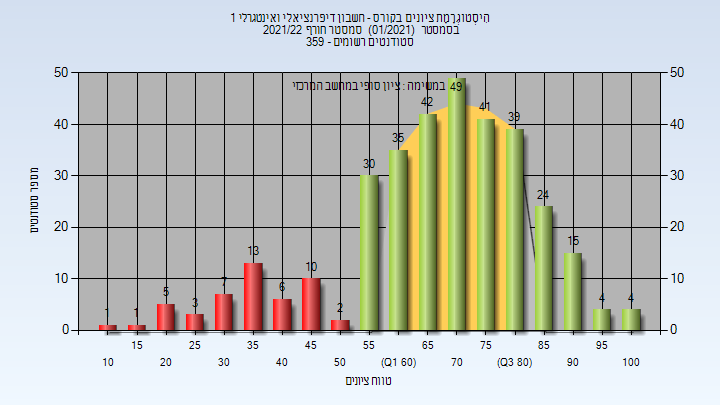 היסטוגרמת ציונים בקורס - חשבון דיפרנציאלי ואינטגרלי 1
בסמסטר (01/2021) סמסטר חורף 2021/22
סטודנטים רשומים - 359
במשימה : ציון סופי במחשב המרכזי
50 50
40 40
30 30
20 20
10 10
0 0
מספר סטודנטים
1 1 5 3 7 13 6 10 2 30 35 42 49 41 39 24 15 4 4
15 25 35 45 55 65 75 85 95
10 20 30 40 50 (Q1 60) 70 (Q3 80) 90 100
טווח ציונים